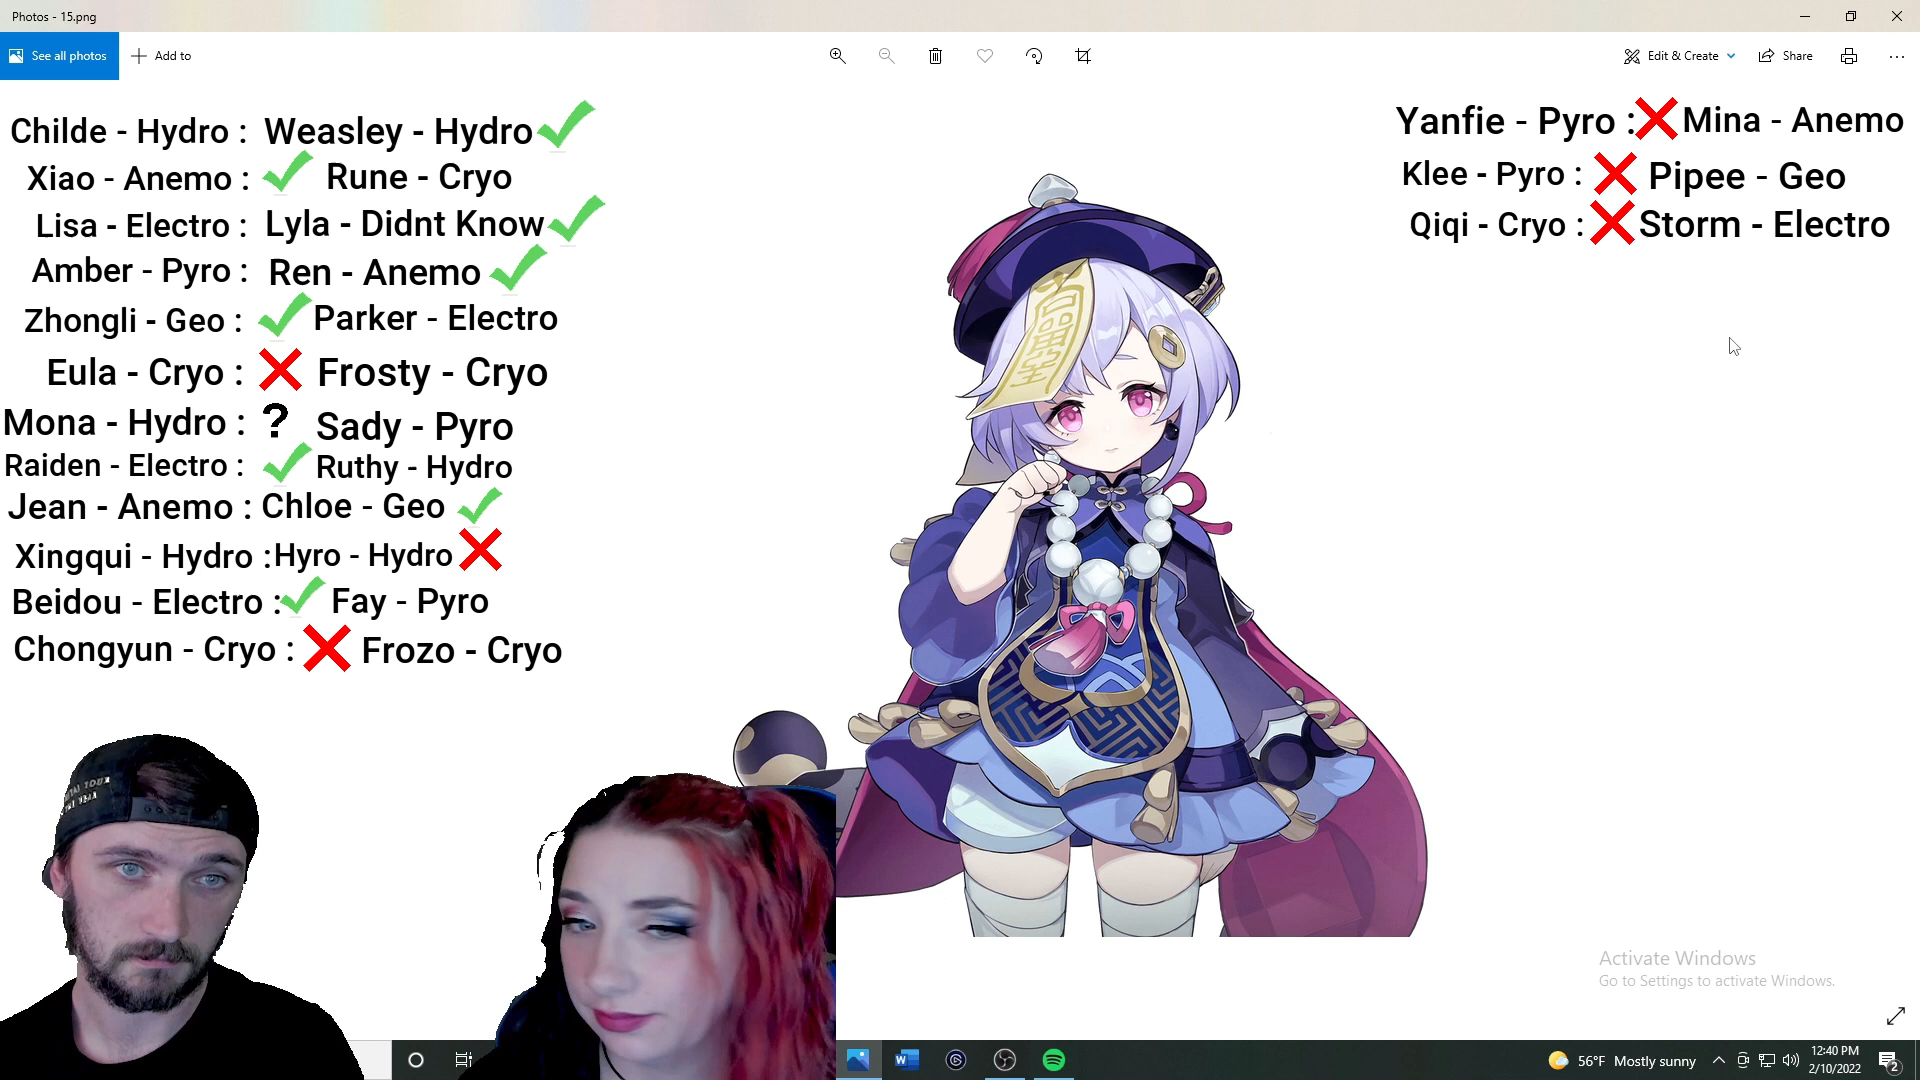 Photos - 15.png
See all photos
Add to
Edit & Create
Share
Childe - Hydro : Weasley - Hydro
Xiao - Anemo : Rune - Cryo
Lisa - Electro : Lyla - Didnt Know
Amber - Pyro : Ren - Anemo
Zhongli - Geo : Parker - Electro
Eula - Cryo : Frosty - Cryo
Mona - Hydro : ? Sady - Pyro
Raiden - Electro : Ruthy - Hydro
Jean - Anemo : Chloe - Geo
Xingqui - Hydro : Hyro - Hydro
Beidou - Electro : Fay - Pyro
Chongyun - Cryo : Frozo - Cryo
Yanfie - Pyro : Mina - Anemo
Klee - Pyro : Pipee - Geo
Qiqi - Cryo : Storm - Electro
Activate Windows
Go to Settings to activate Windows.
56°F Mostly sunny
12:40 PM
2/10/2022
2